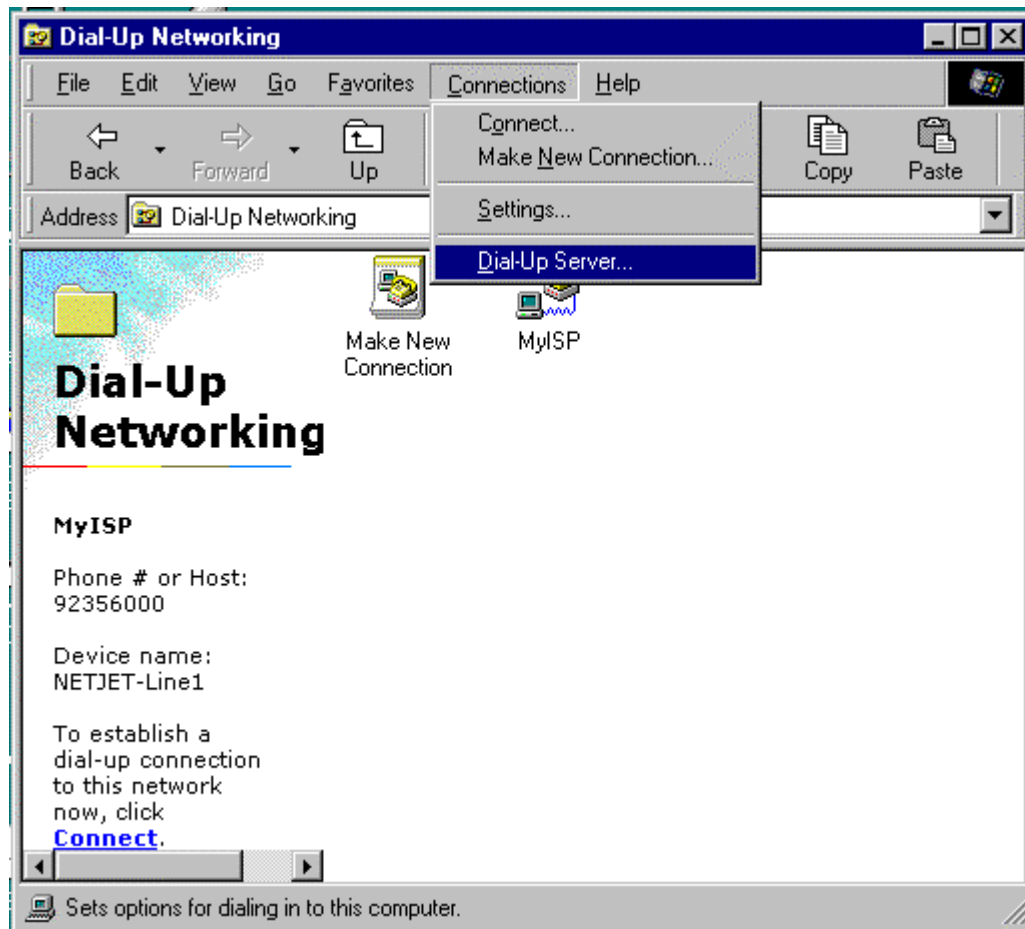 Dial-Up Networking
File Edit View Go Favorites Connections Help
Back Forward Up Copy Paste
Address Dial-Up Networking
Connect...
Make New Connection...
Settings...
Dial-Up Server...
Make New
Connection
MyISP
Dial-Up
Networking
MyISP
Phone # or Host:
92356000
Device name:
NETJET-Line1
To establish a
dial-up connection
to this network
now, click
Connect.
Sets options for dialing in to this computer.